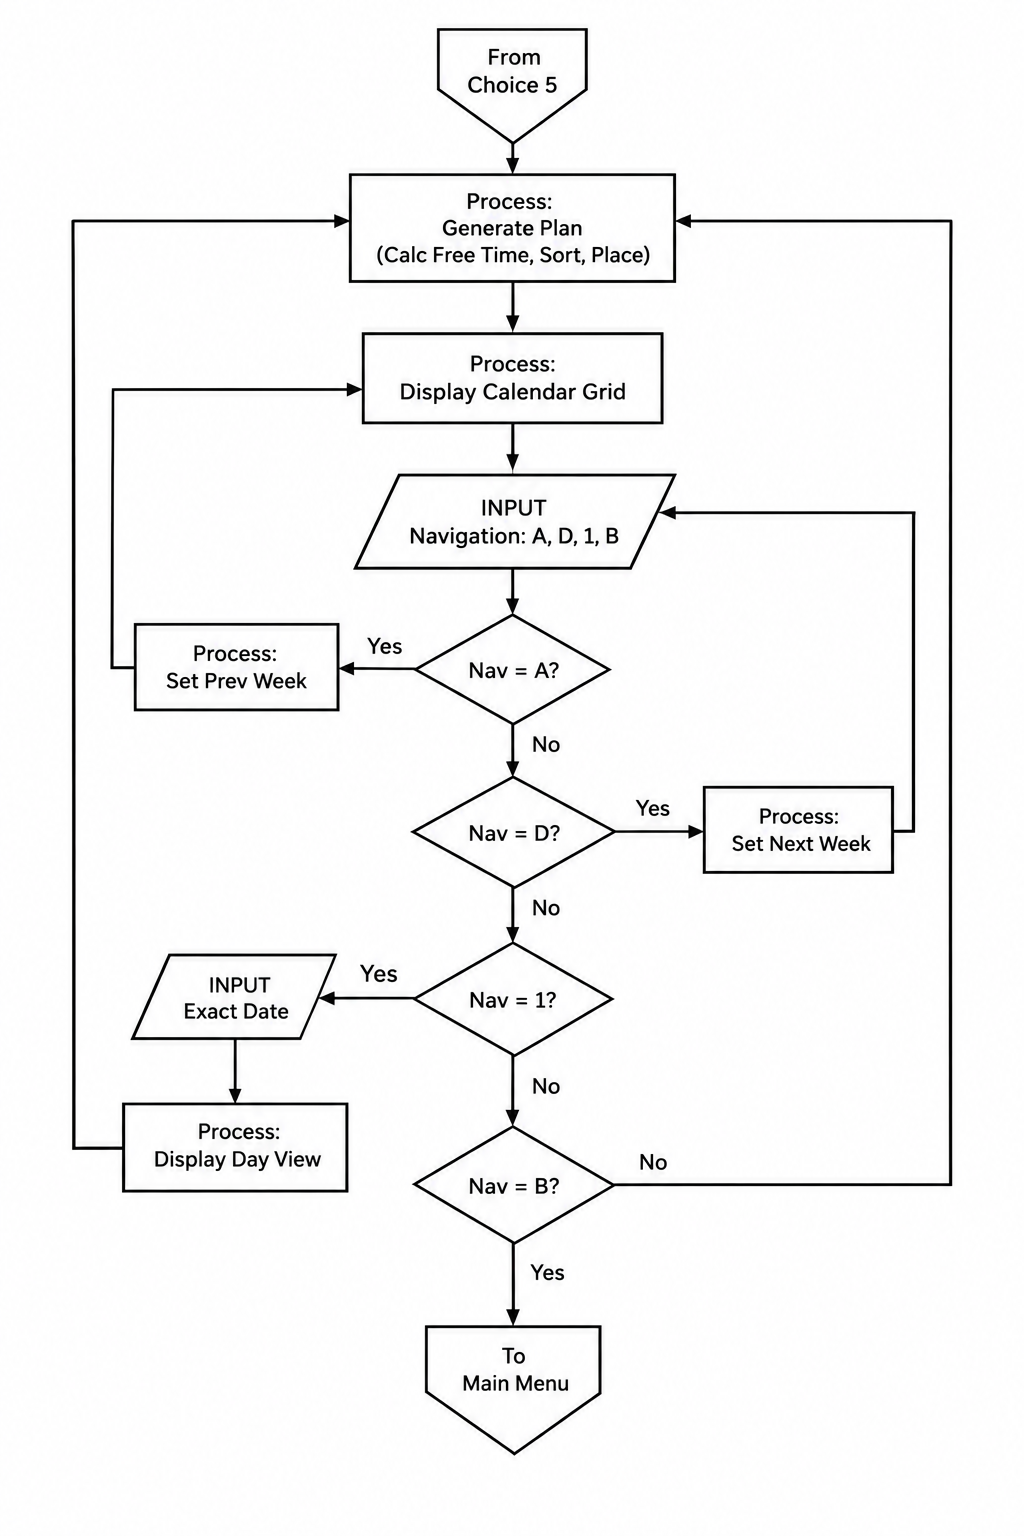 From
Choice 5
Process:
Generate Plan
(Calc Free Time, Sort, Place)
Process:
Display Calendar Grid
INPUT
Navigation: A, D, 1, B
Yes
Nav = A?
Process:
Set Prev Week
No
Nav = D?
Yes
Process:
Set Next Week
No
Nav = 1?
Yes
INPUT
Exact Date
Process:
Display Day View
No
Nav = B?
No
Yes
To
Main Menu